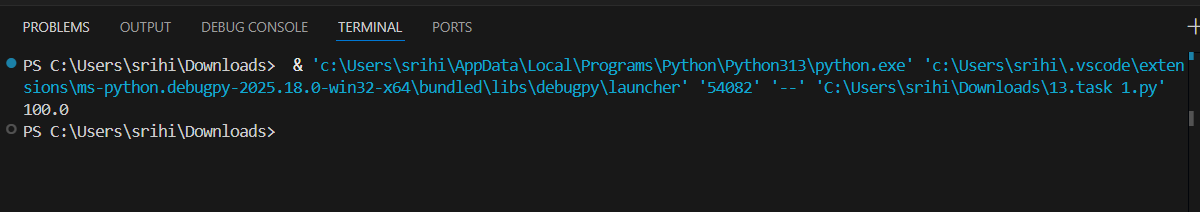 PROBLEMS OUTPUT DEBUG CONSOLE TERMINAL PORTS
PS C:\Users\srihi\Downloads>  & 'c:\Users\srihi\AppData\Local\Programs\Python\Python313\python.exe' 'c:\Users\srihi\.vscode\exten
sions\ms-python.debugpy-2025.18.0-win32-x64\bundled\libs\debugpy\launcher' '54082' '--' 'C:\Users\srihi\Downloads\13.task 1.py'
100.0
PS C:\Users\srihi\Downloads>